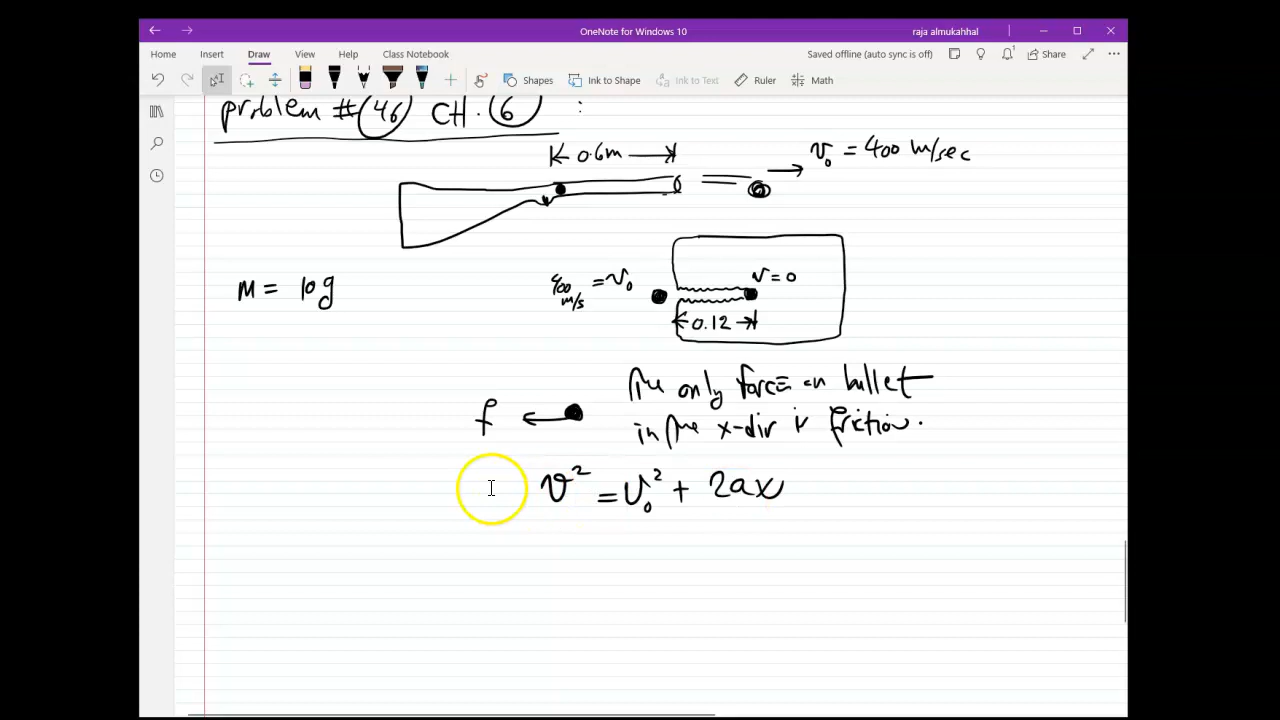 OneNote for Windows 10
raja almukahhal
Home Insert Draw View Help Class Notebook
Saved offline (auto sync is off)
Share
Shapes Ink to Shape Ink to Text Ruler Math
problem #(46) CH. (6) :
0.6m
v₀ = 400 m/sec
M = 10g
400 m/s = v₀
v = 0
0.12
The only force on bullet
in the x-dir is friction.
f
v² = v₀² + 2ax